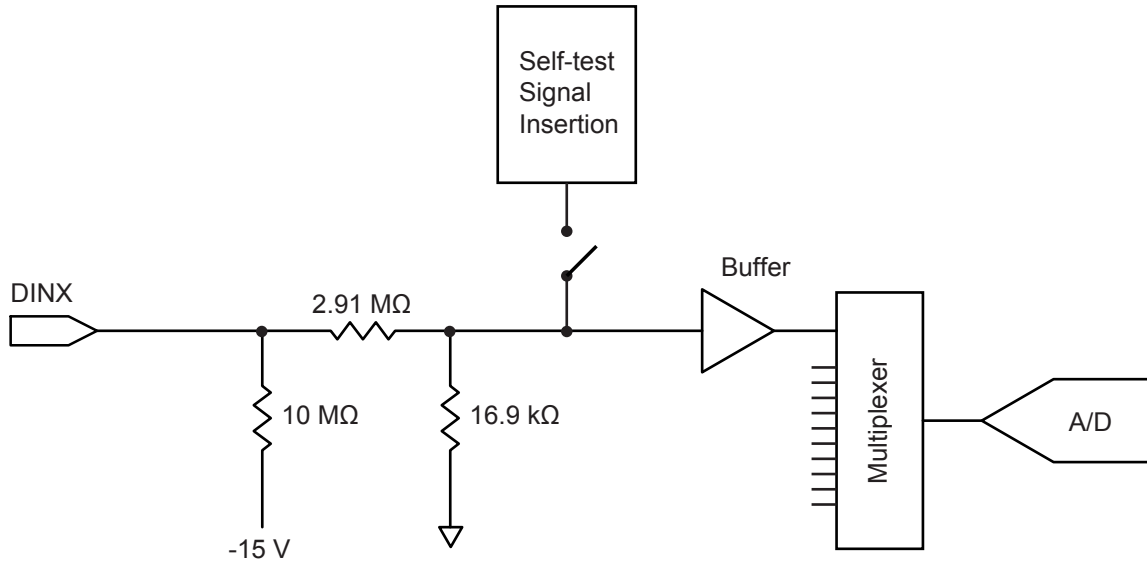 Self-test
Signal
Insertion
Buffer
DINX
2.91 MΩ
10 MΩ
16.9 kΩ
-15 V
Multiplexer
A/D